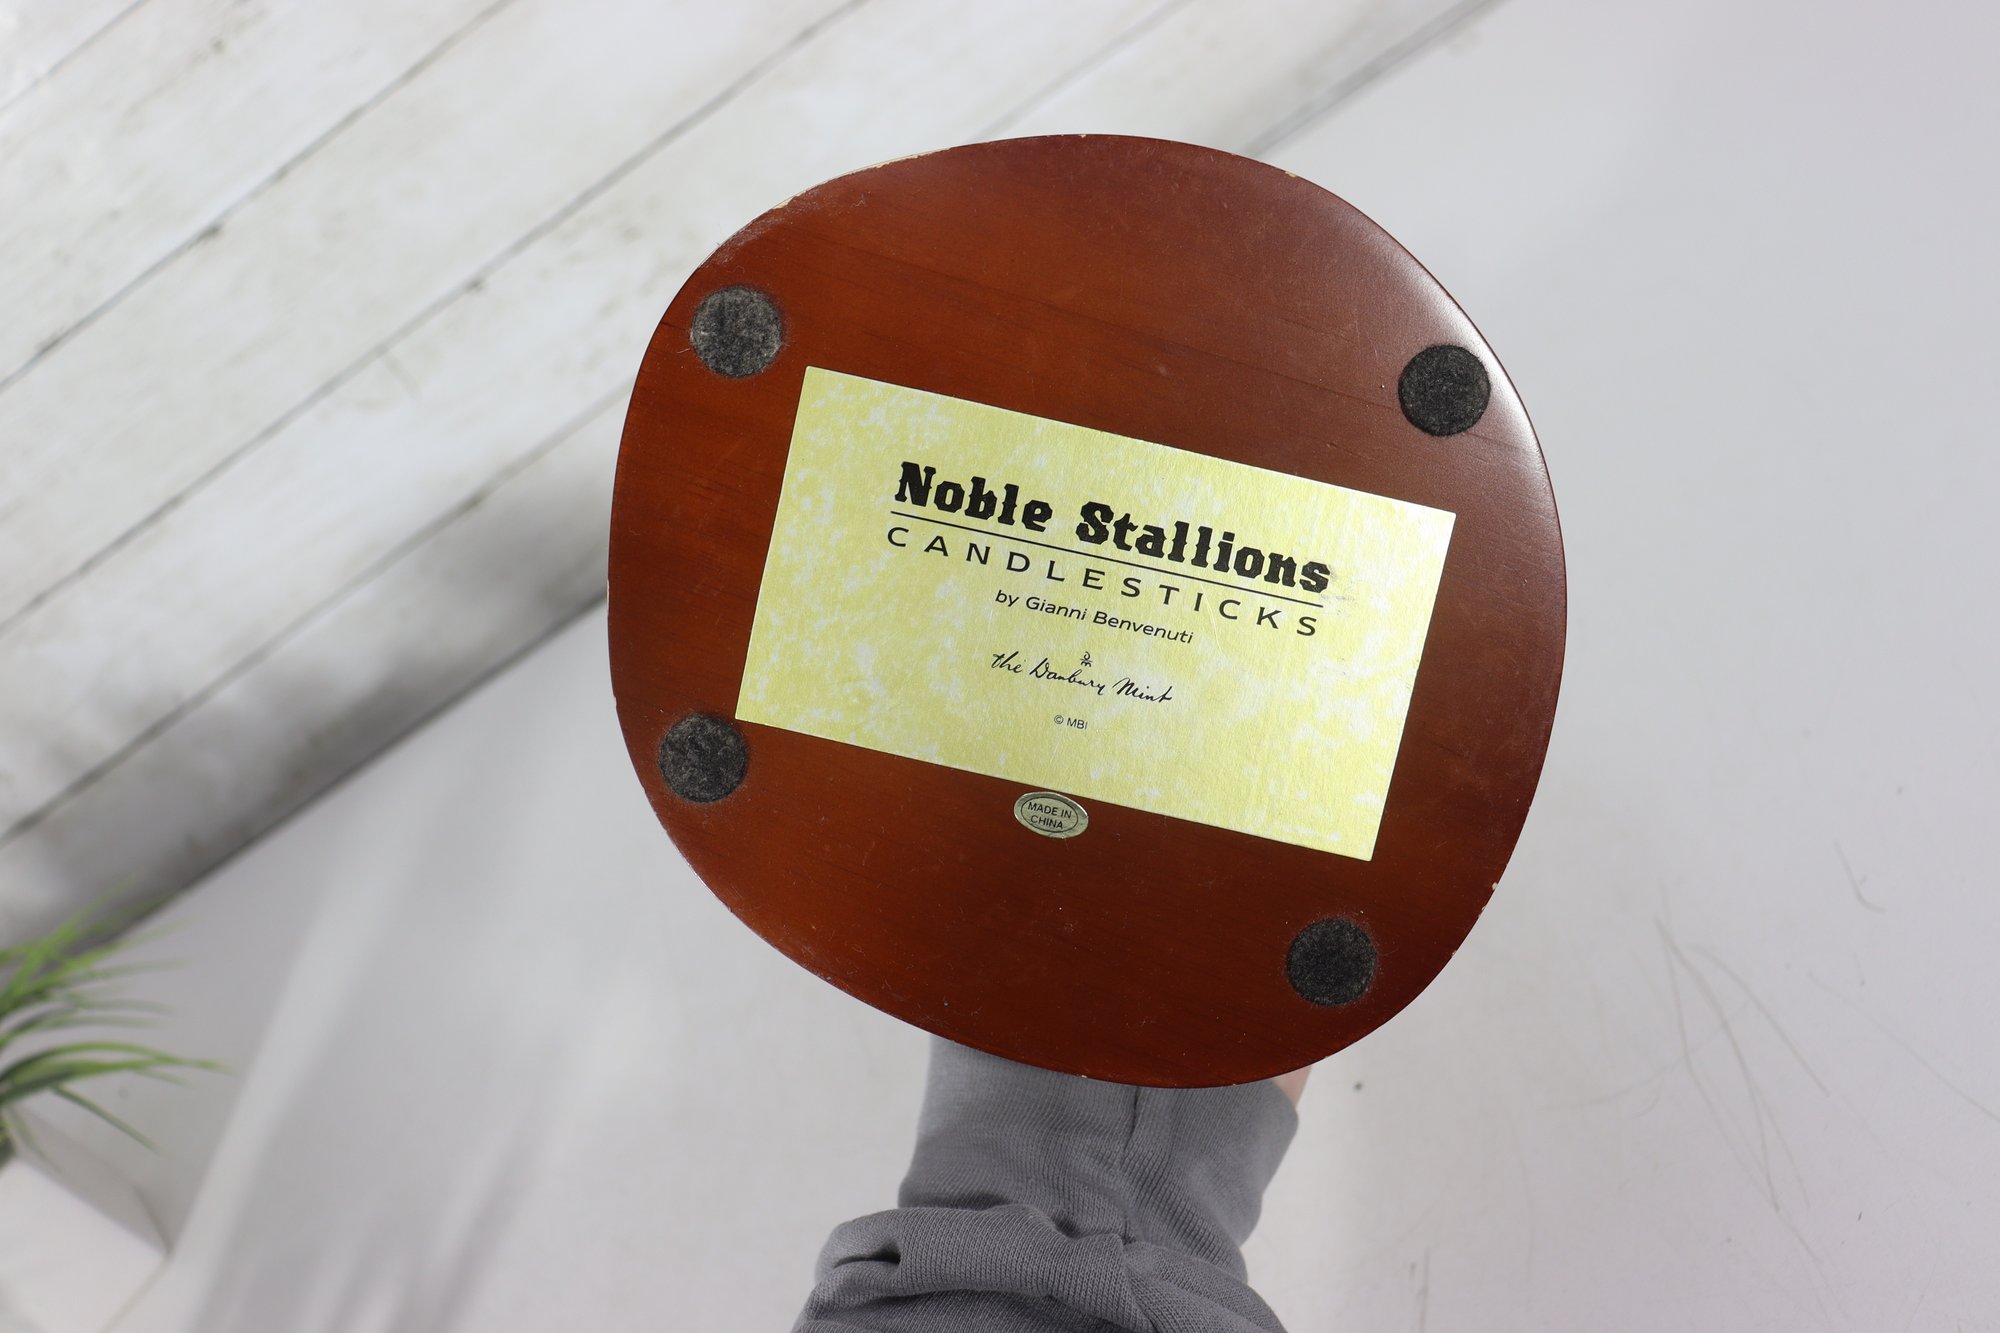 Noble Stallions
CANDLESTICKS
by Gianni Benvenuti
the Danbury Mint
© MBI
MADE IN
CHINA